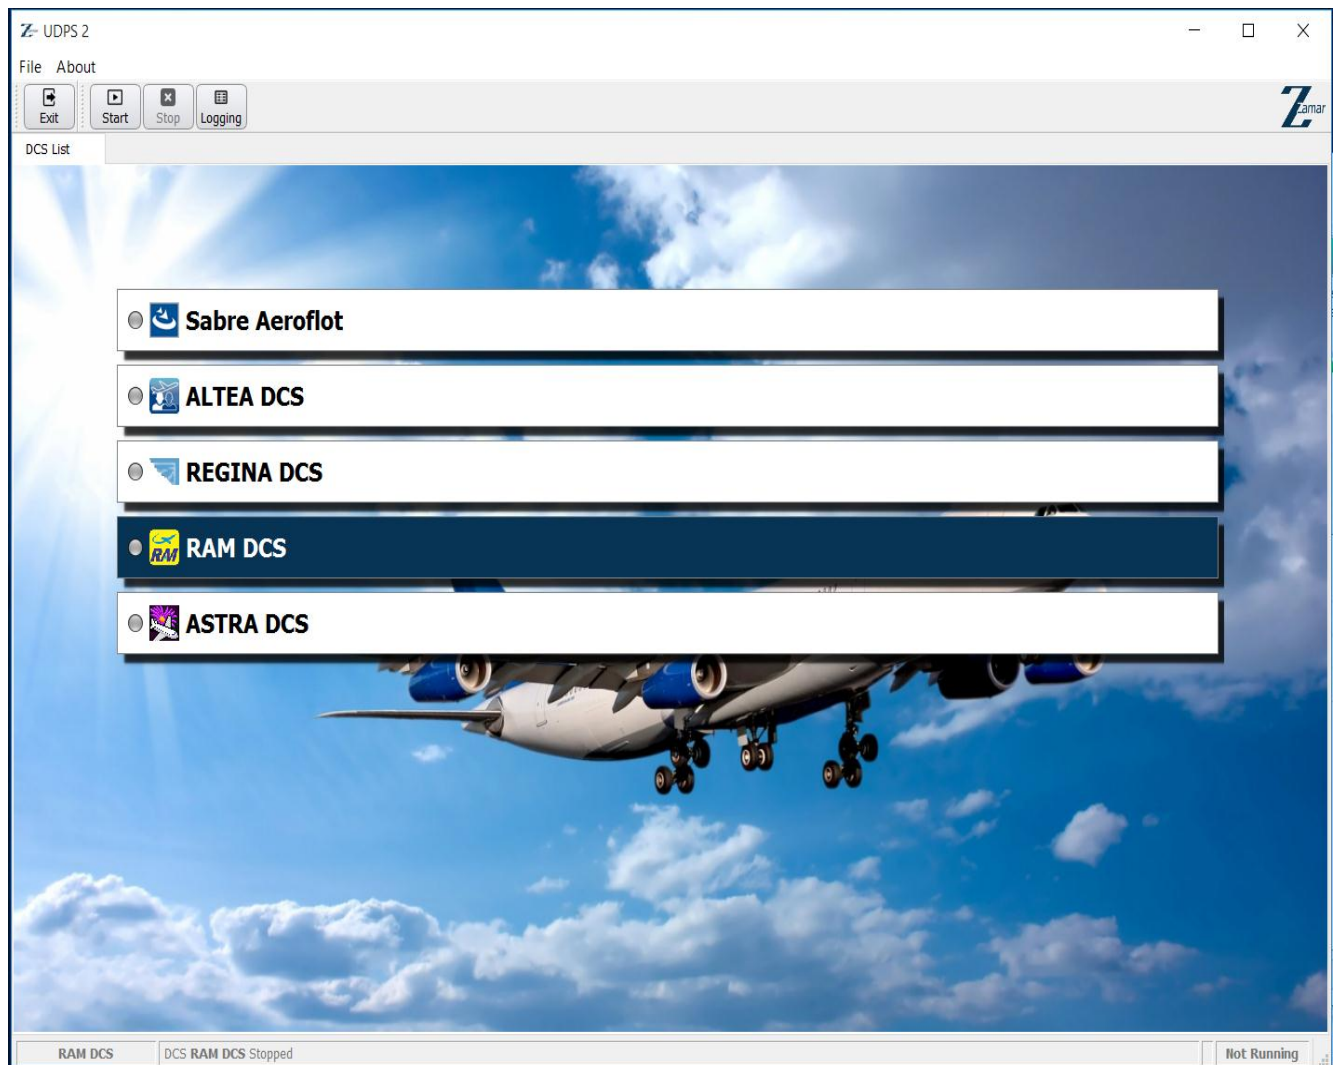 UDPS 2
File About
Exit Start Stop Logging
Zamar
DCS List
Sabre Aeroflot
ALTEA DCS
REGINA DCS
RM RAM DCS
ASTRA DCS
RAM DCS DCS RAM DCS Stopped Not Running